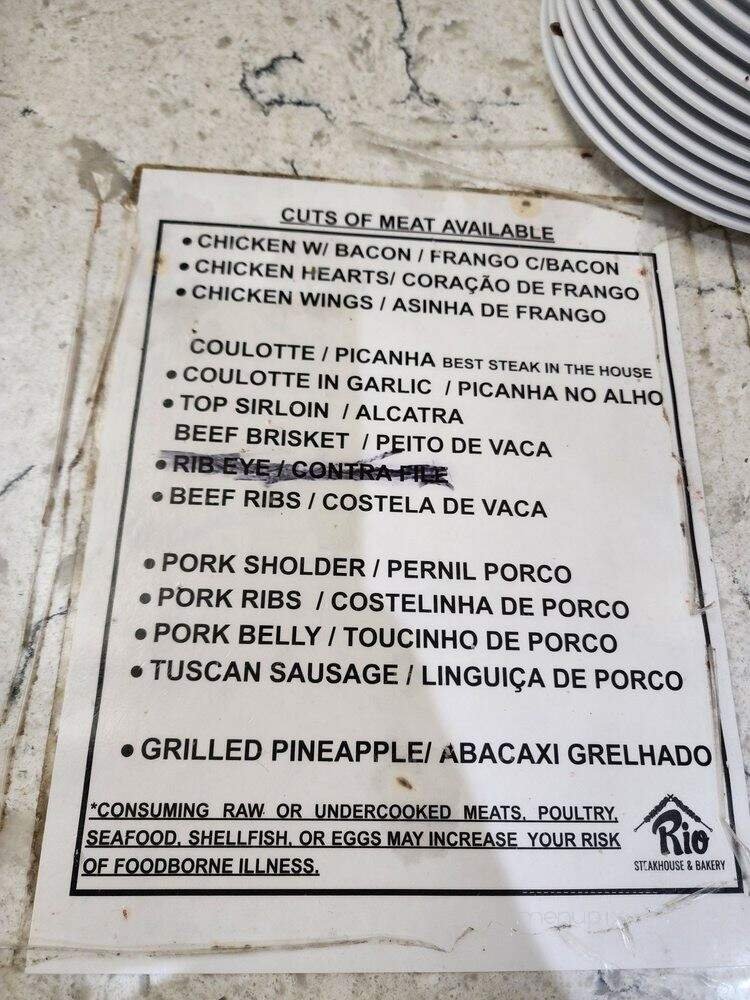 CUTS OF MEAT AVAILABLE
• CHICKEN W/ BACON / FRANGO C/BACON
• CHICKEN HEARTS/ CORAÇÃO DE FRANGO
• CHICKEN WINGS / ASINHA DE FRANGO
COULOTTE / PICANHA BEST STEAK IN THE HOUSE
• COULOTTE IN GARLIC / PICANHA NO ALHO
• TOP SIRLOIN / ALCATRA
BEEF BRISKET / PEITO DE VACA
• RIB EYE / CONTRA FILE
• BEEF RIBS / COSTELA DE VACA
• PORK SHOLDER / PERNIL PORCO
• PORK RIBS / COSTELINHA DE PORCO
• PORK BELLY / TOUCINHO DE PORCO
• TUSCAN SAUSAGE / LINGUIÇA DE PORCO
• GRILLED PINEAPPLE/ ABACAXI GRELHADO
*CONSUMING RAW OR UNDERCOOKED MEATS, POULTRY,
SEAFOOD, SHELLFISH, OR EGGS MAY INCREASE YOUR RISK
OF FOODBORNE ILLNESS.
Rio
STEAKHOUSE & BAKERY